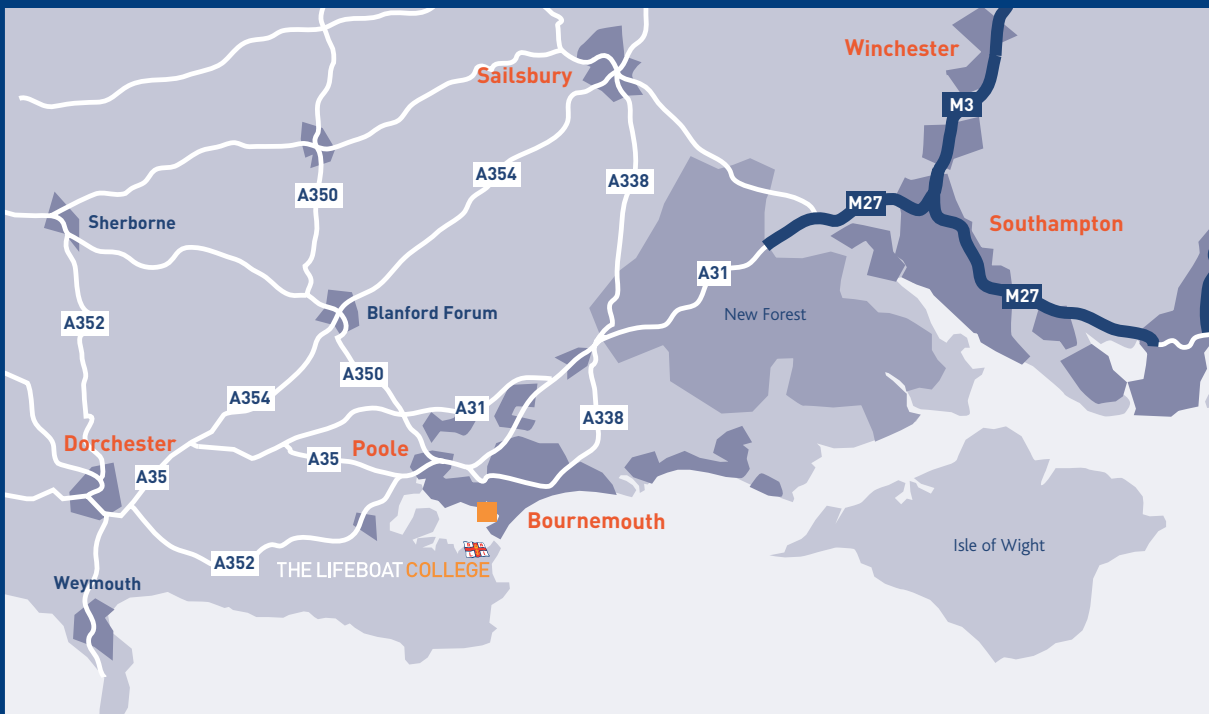 Winchester
Sailsbury
M3
A354
A338
A350
M27
Sherborne
Southampton
A31
M27
Blanford Forum
New Forest
A352
A350
A354
A31
A338
Dorchester
Poole
A35
A35
Bournemouth
Isle of Wight
A352
THE LIFEBOAT COLLEGE
Weymouth